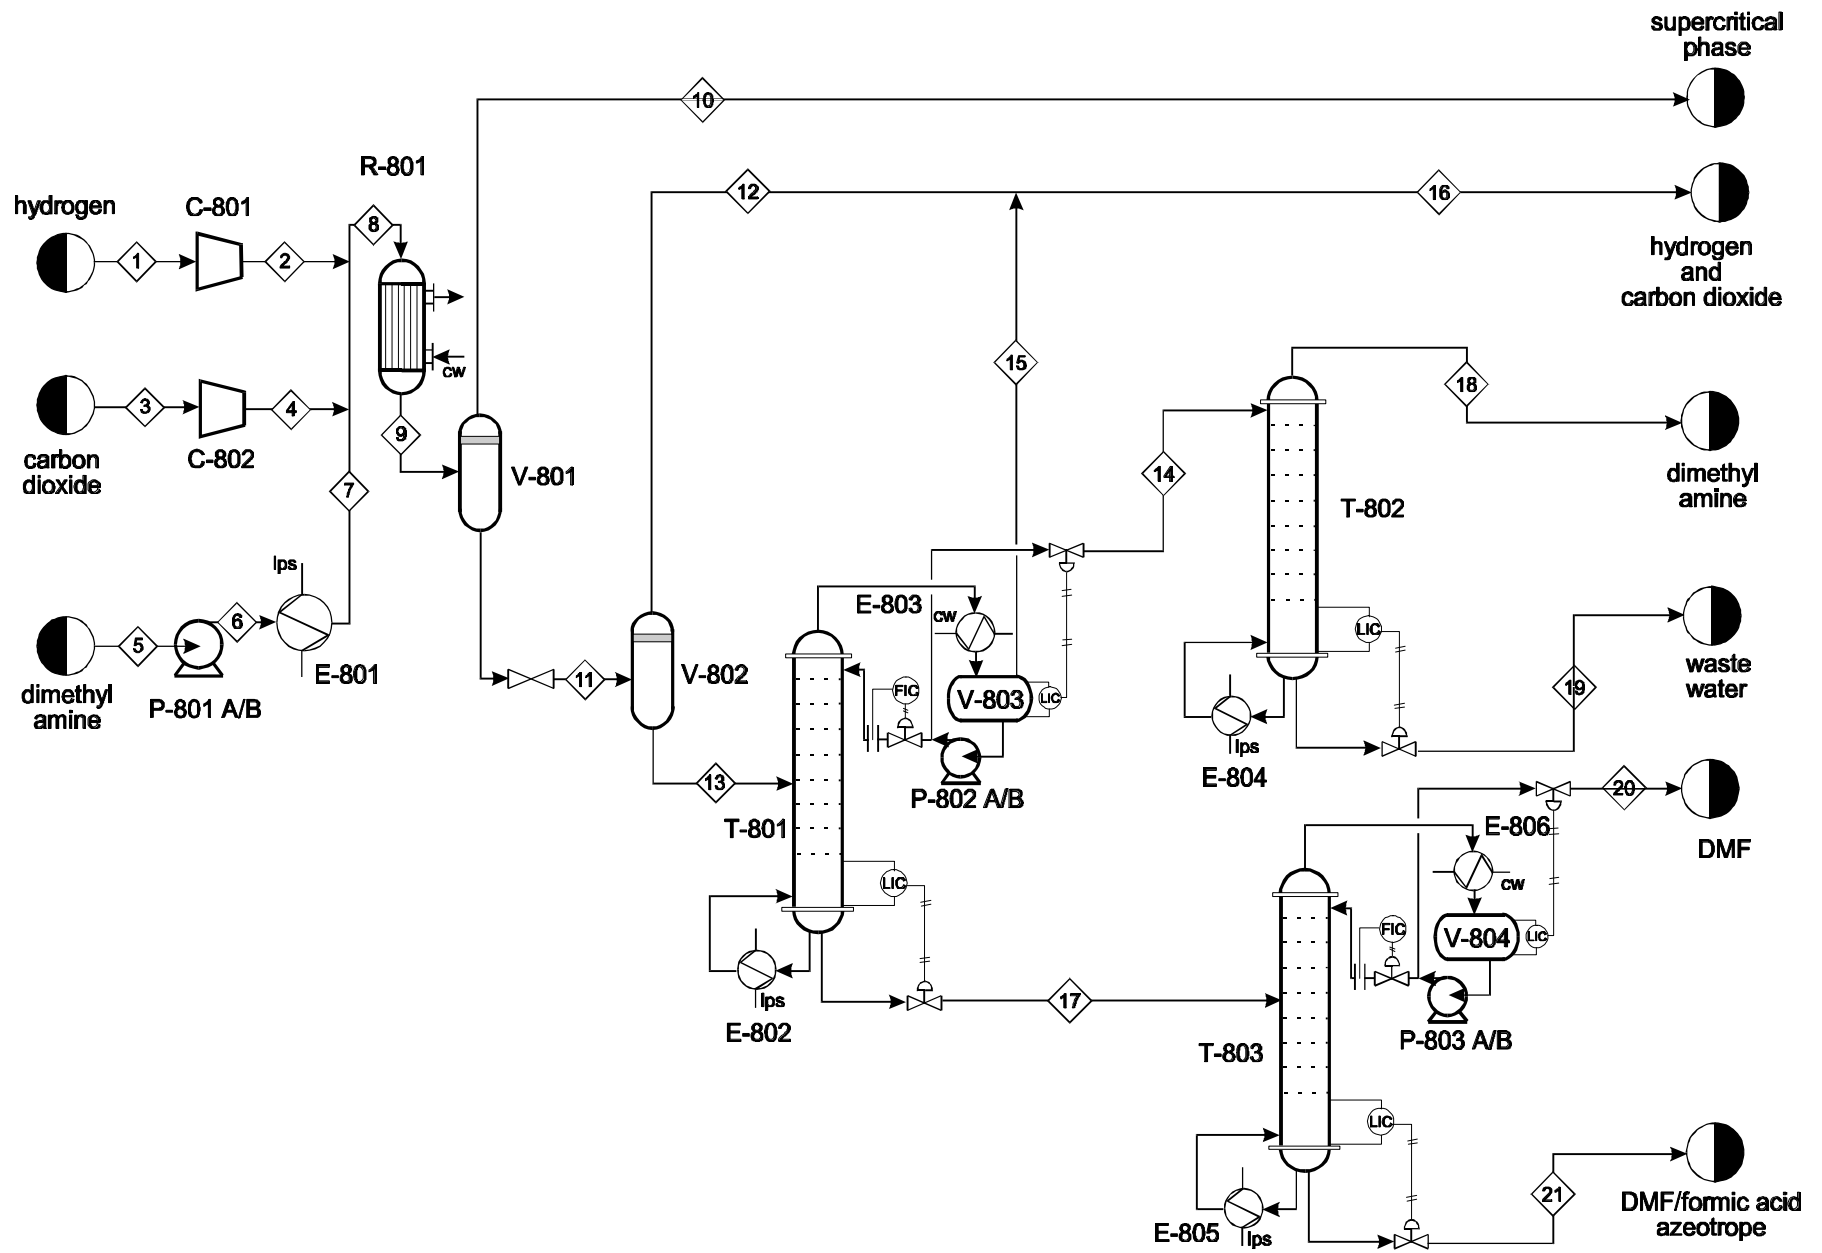 supercritical
phase
10
R-801
12
16
hydrogen
C-801
8
1
2
hydrogen
and
carbon dioxide
cw
15
18
3
4
9
carbon
dioxide
C-802
V-801
14
dimethyl
amine
7
T-802
lps
E-803
cw
6
5
LIC
dimethyl
amine
E-801
P-801 A/B
11
V-802
FIC
V-803
LIC
waste
water
19
lps
E-804
13
P-802 A/B
20
T-801
E-806
DMF
LIC
cw
FIC
V-804
LIC
lps
E-802
17
P-803 A/B
T-803
LIC
21
DMF/formic acid
azeotrope
E-805
lps